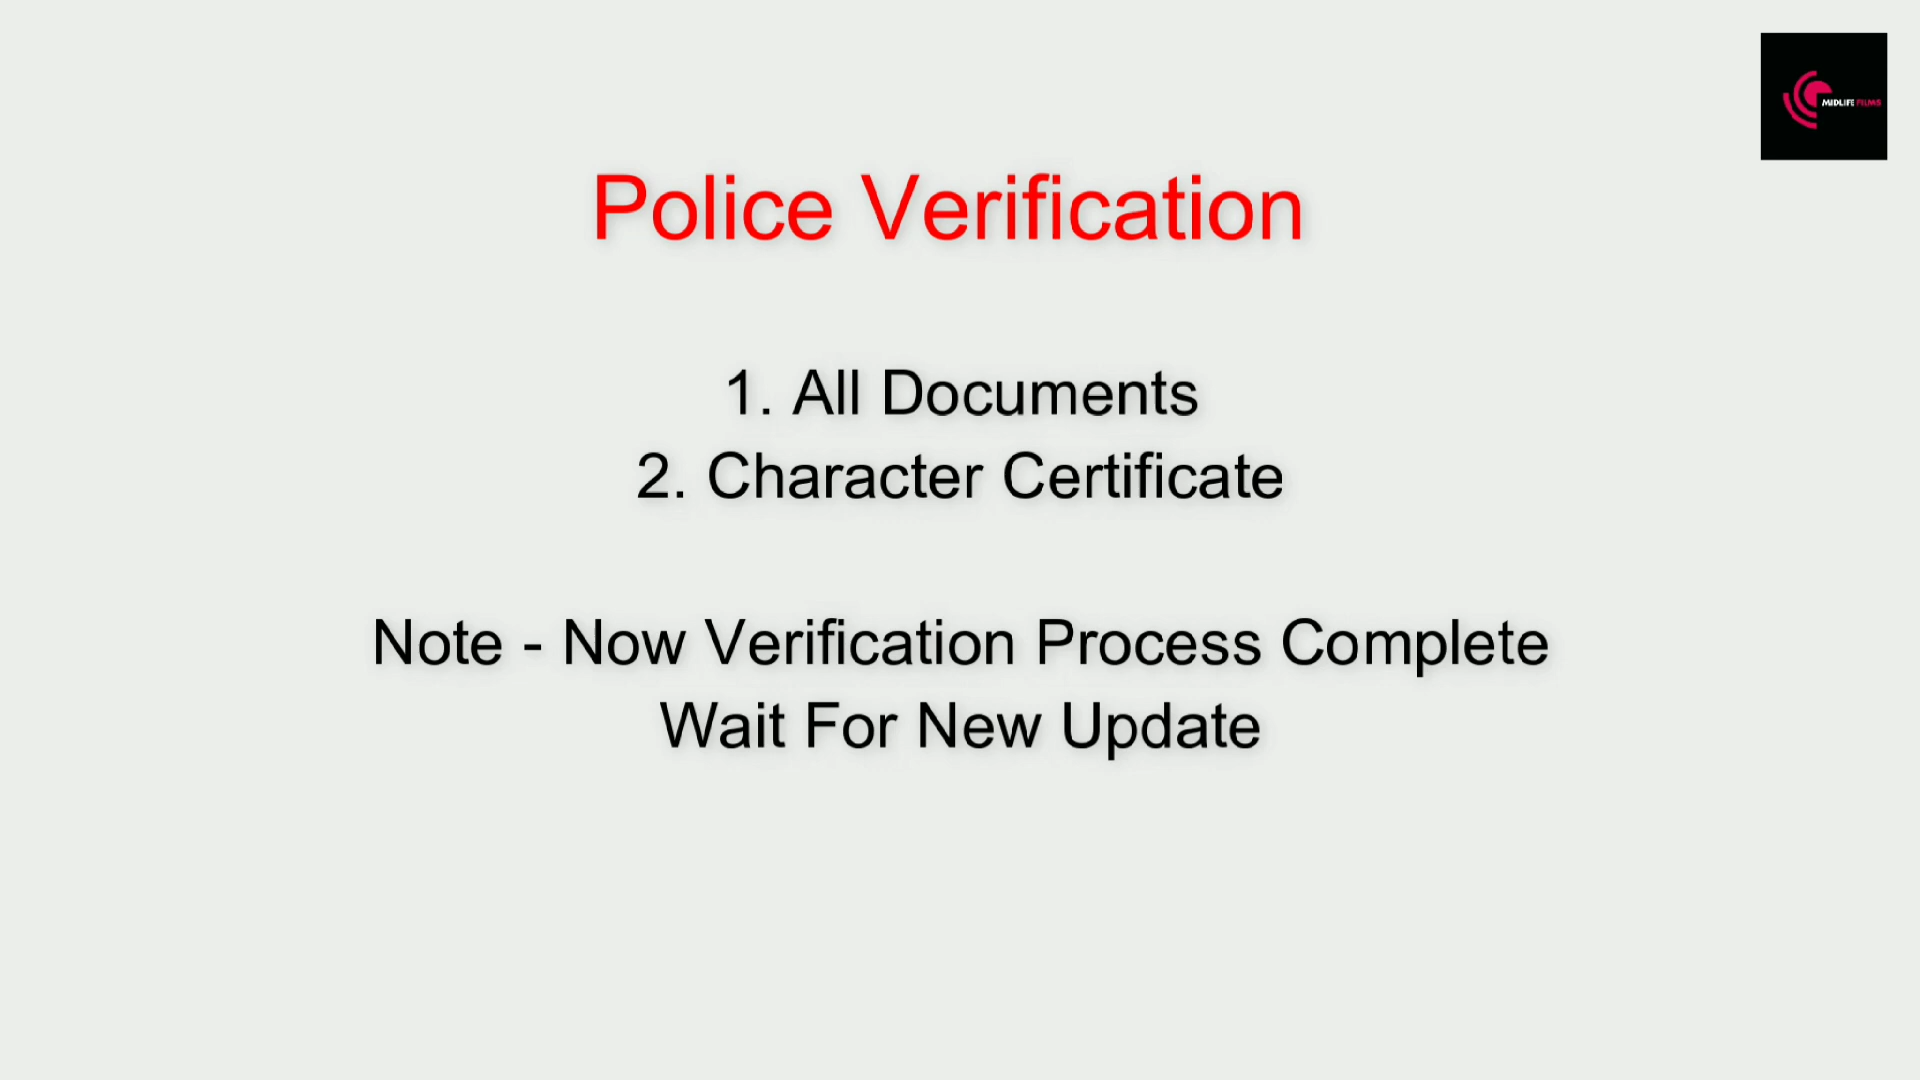 MIDLIFE FILMS
Police Verification
1. All Documents
2. Character Certificate
Note - Now Verification Process Complete
Wait For New Update